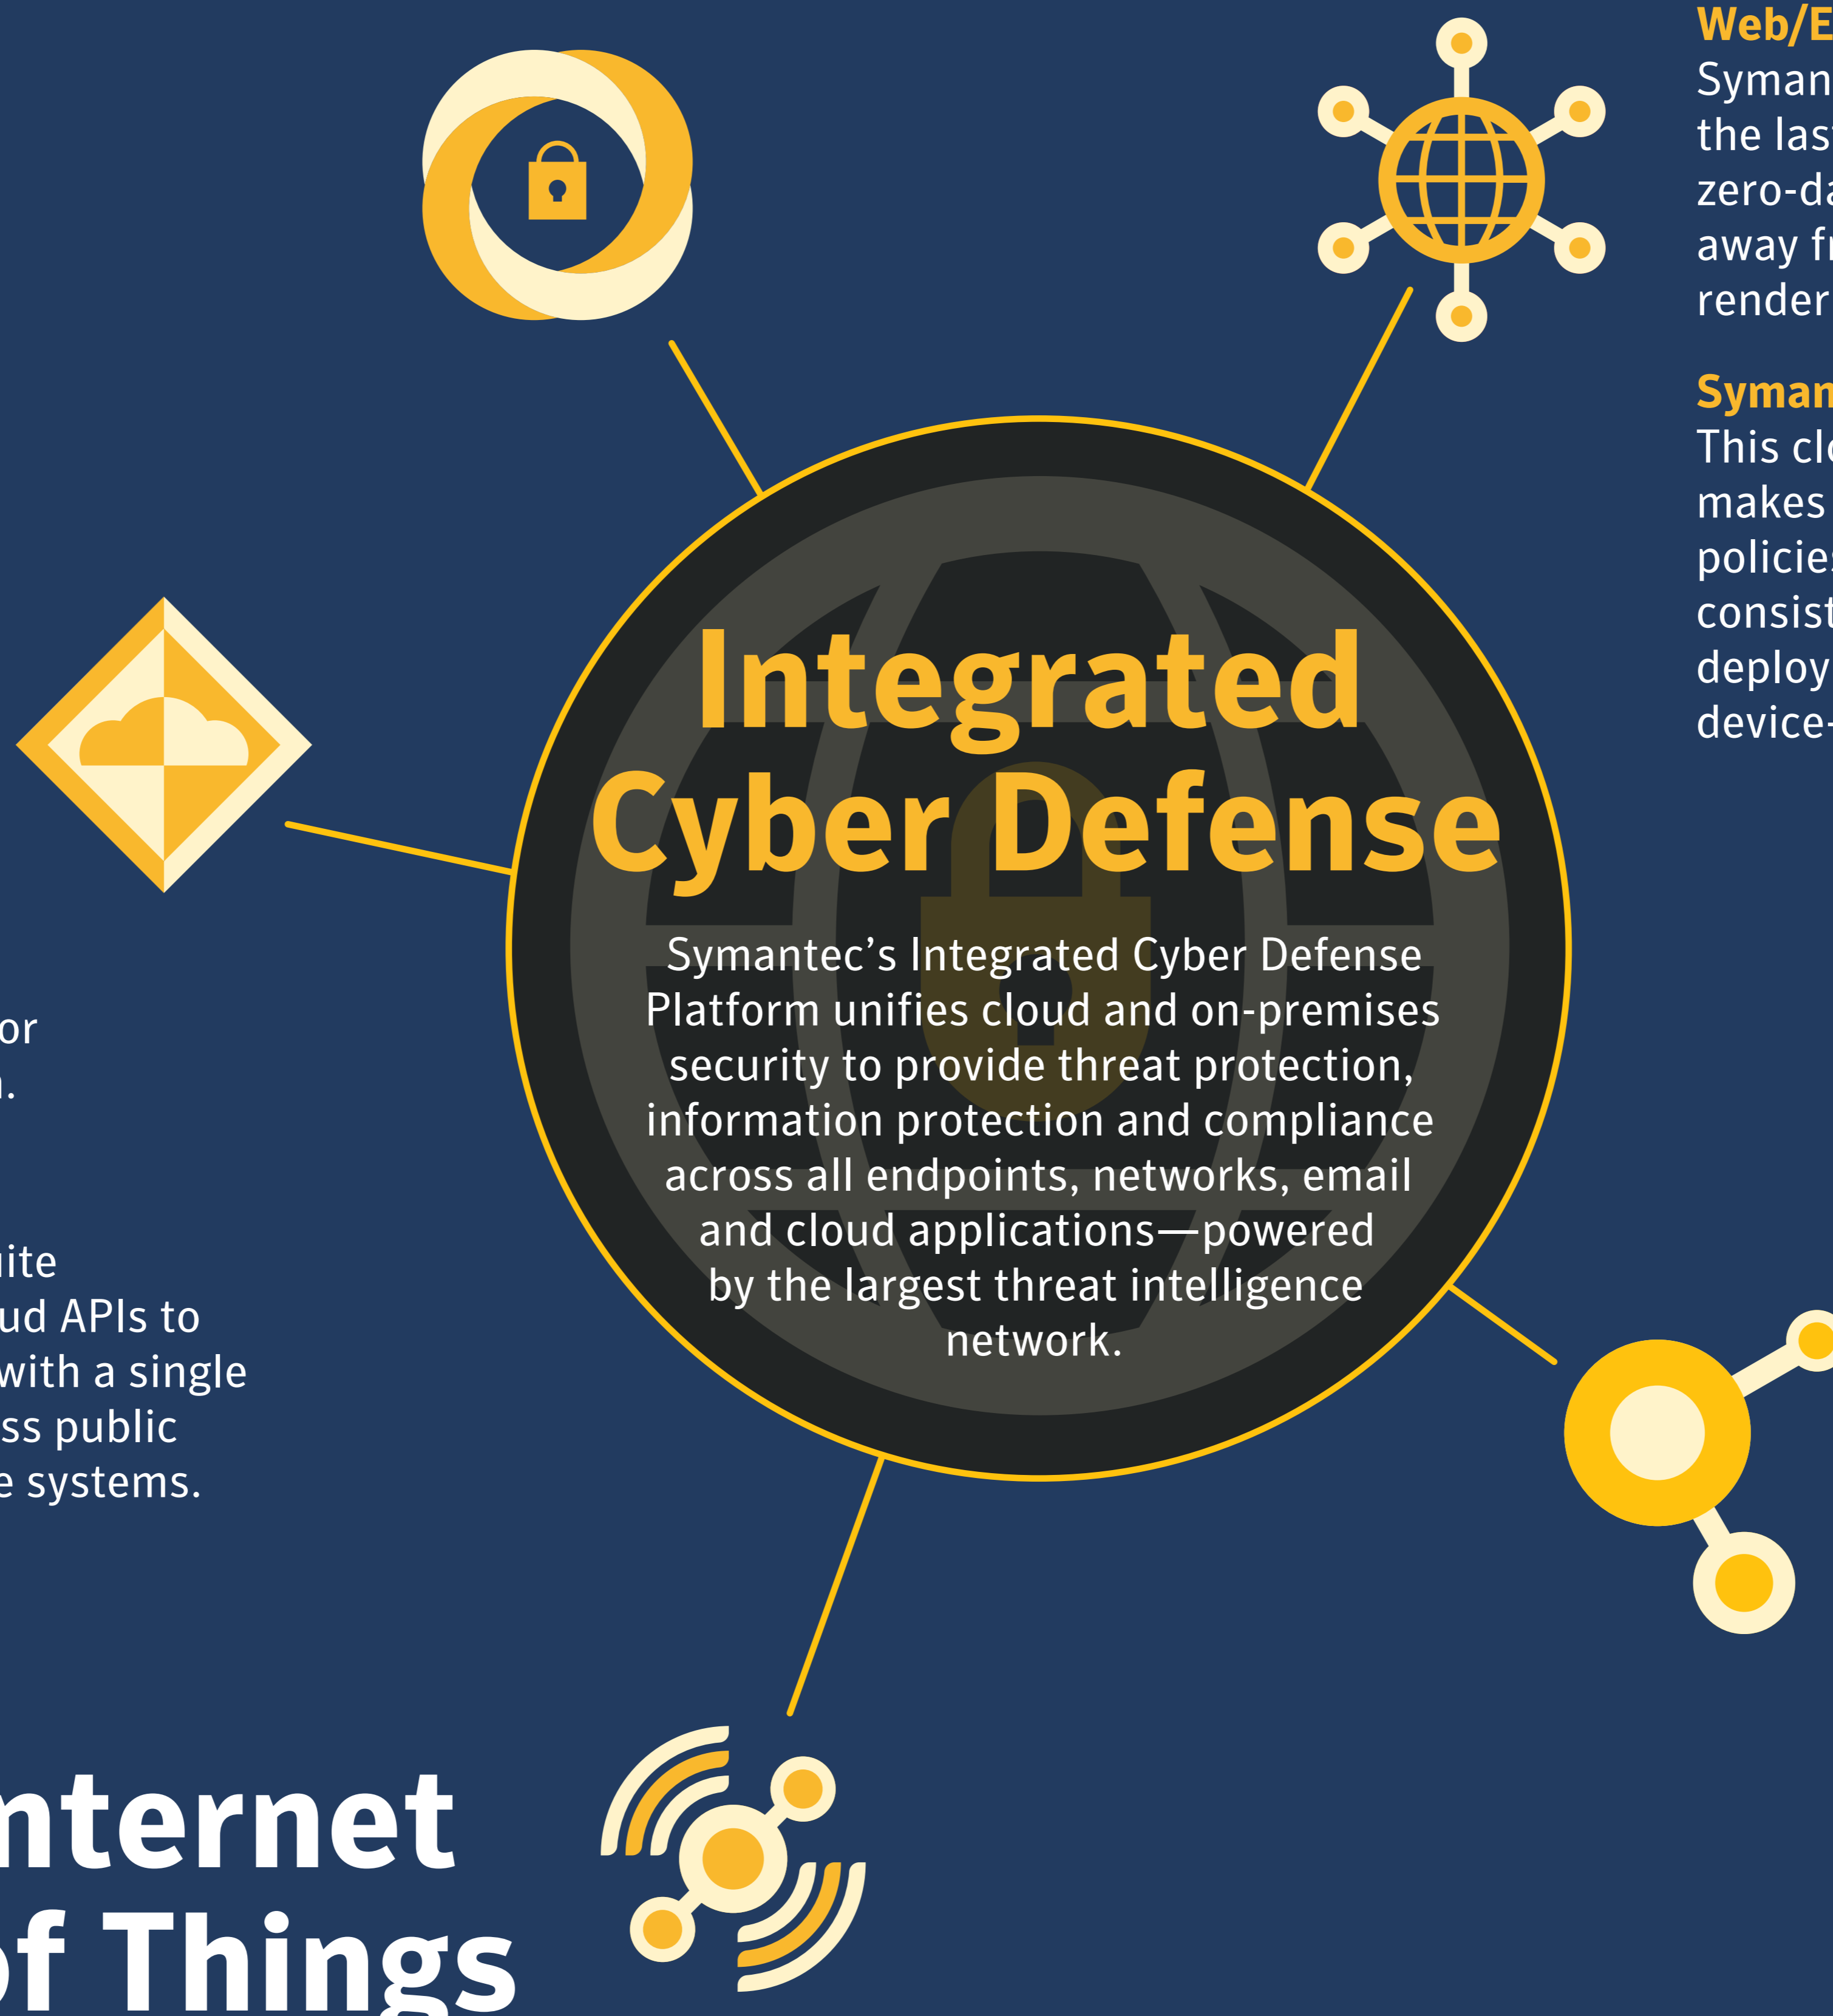 Integrated
Cyber Defense
Symantec’s Integrated Cyber Defense
Platform unifies cloud and on-premises
security to provide threat protection,
information protection and compliance
across all endpoints, networks, email
and cloud applications—powered
by the largest threat intelligence
network.
Web/E
Syman
the las
zero-da
away f
render
Syman
This clo
makes
policies
consist
deploy
device-
or
.
ite
ud APIs to
with a single
ss public
e systems.
nternet
of Things